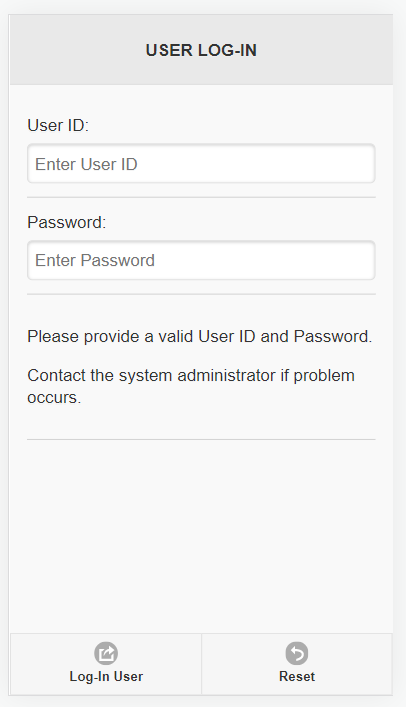 USER LOG-IN
User ID:
Enter User ID
Password:
Enter Password
Please provide a valid User ID and Password.
Contact the system administrator if problem
occurs.
Log-In User
Reset